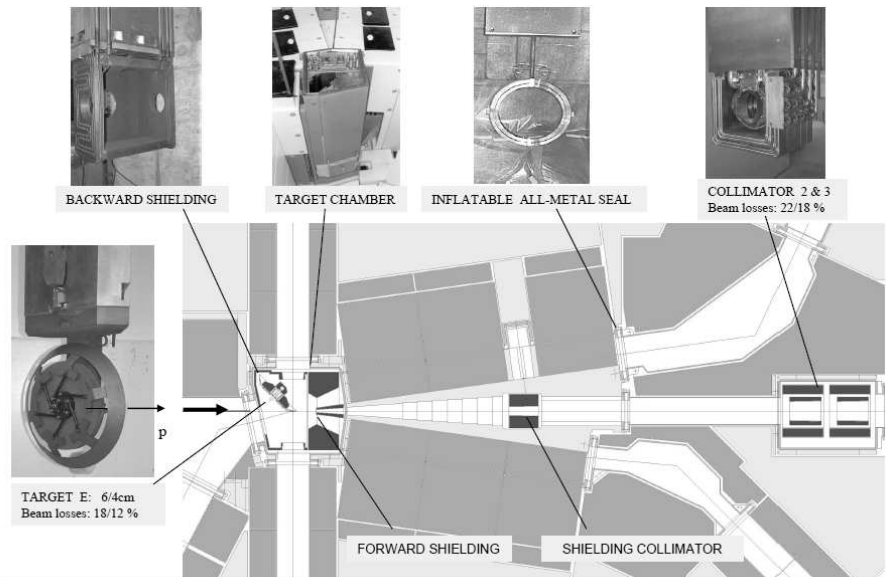 BACKWARD SHIELDING
TARGET CHAMBER
INFLATABLE ALL-METAL SEAL
COLLIMATOR 2 & 3
Beam losses: 22/18 %
p
TARGET E: 6/4cm
Beam losses: 18/12 %
FORWARD SHIELDING
SHIELDING COLLIMATOR